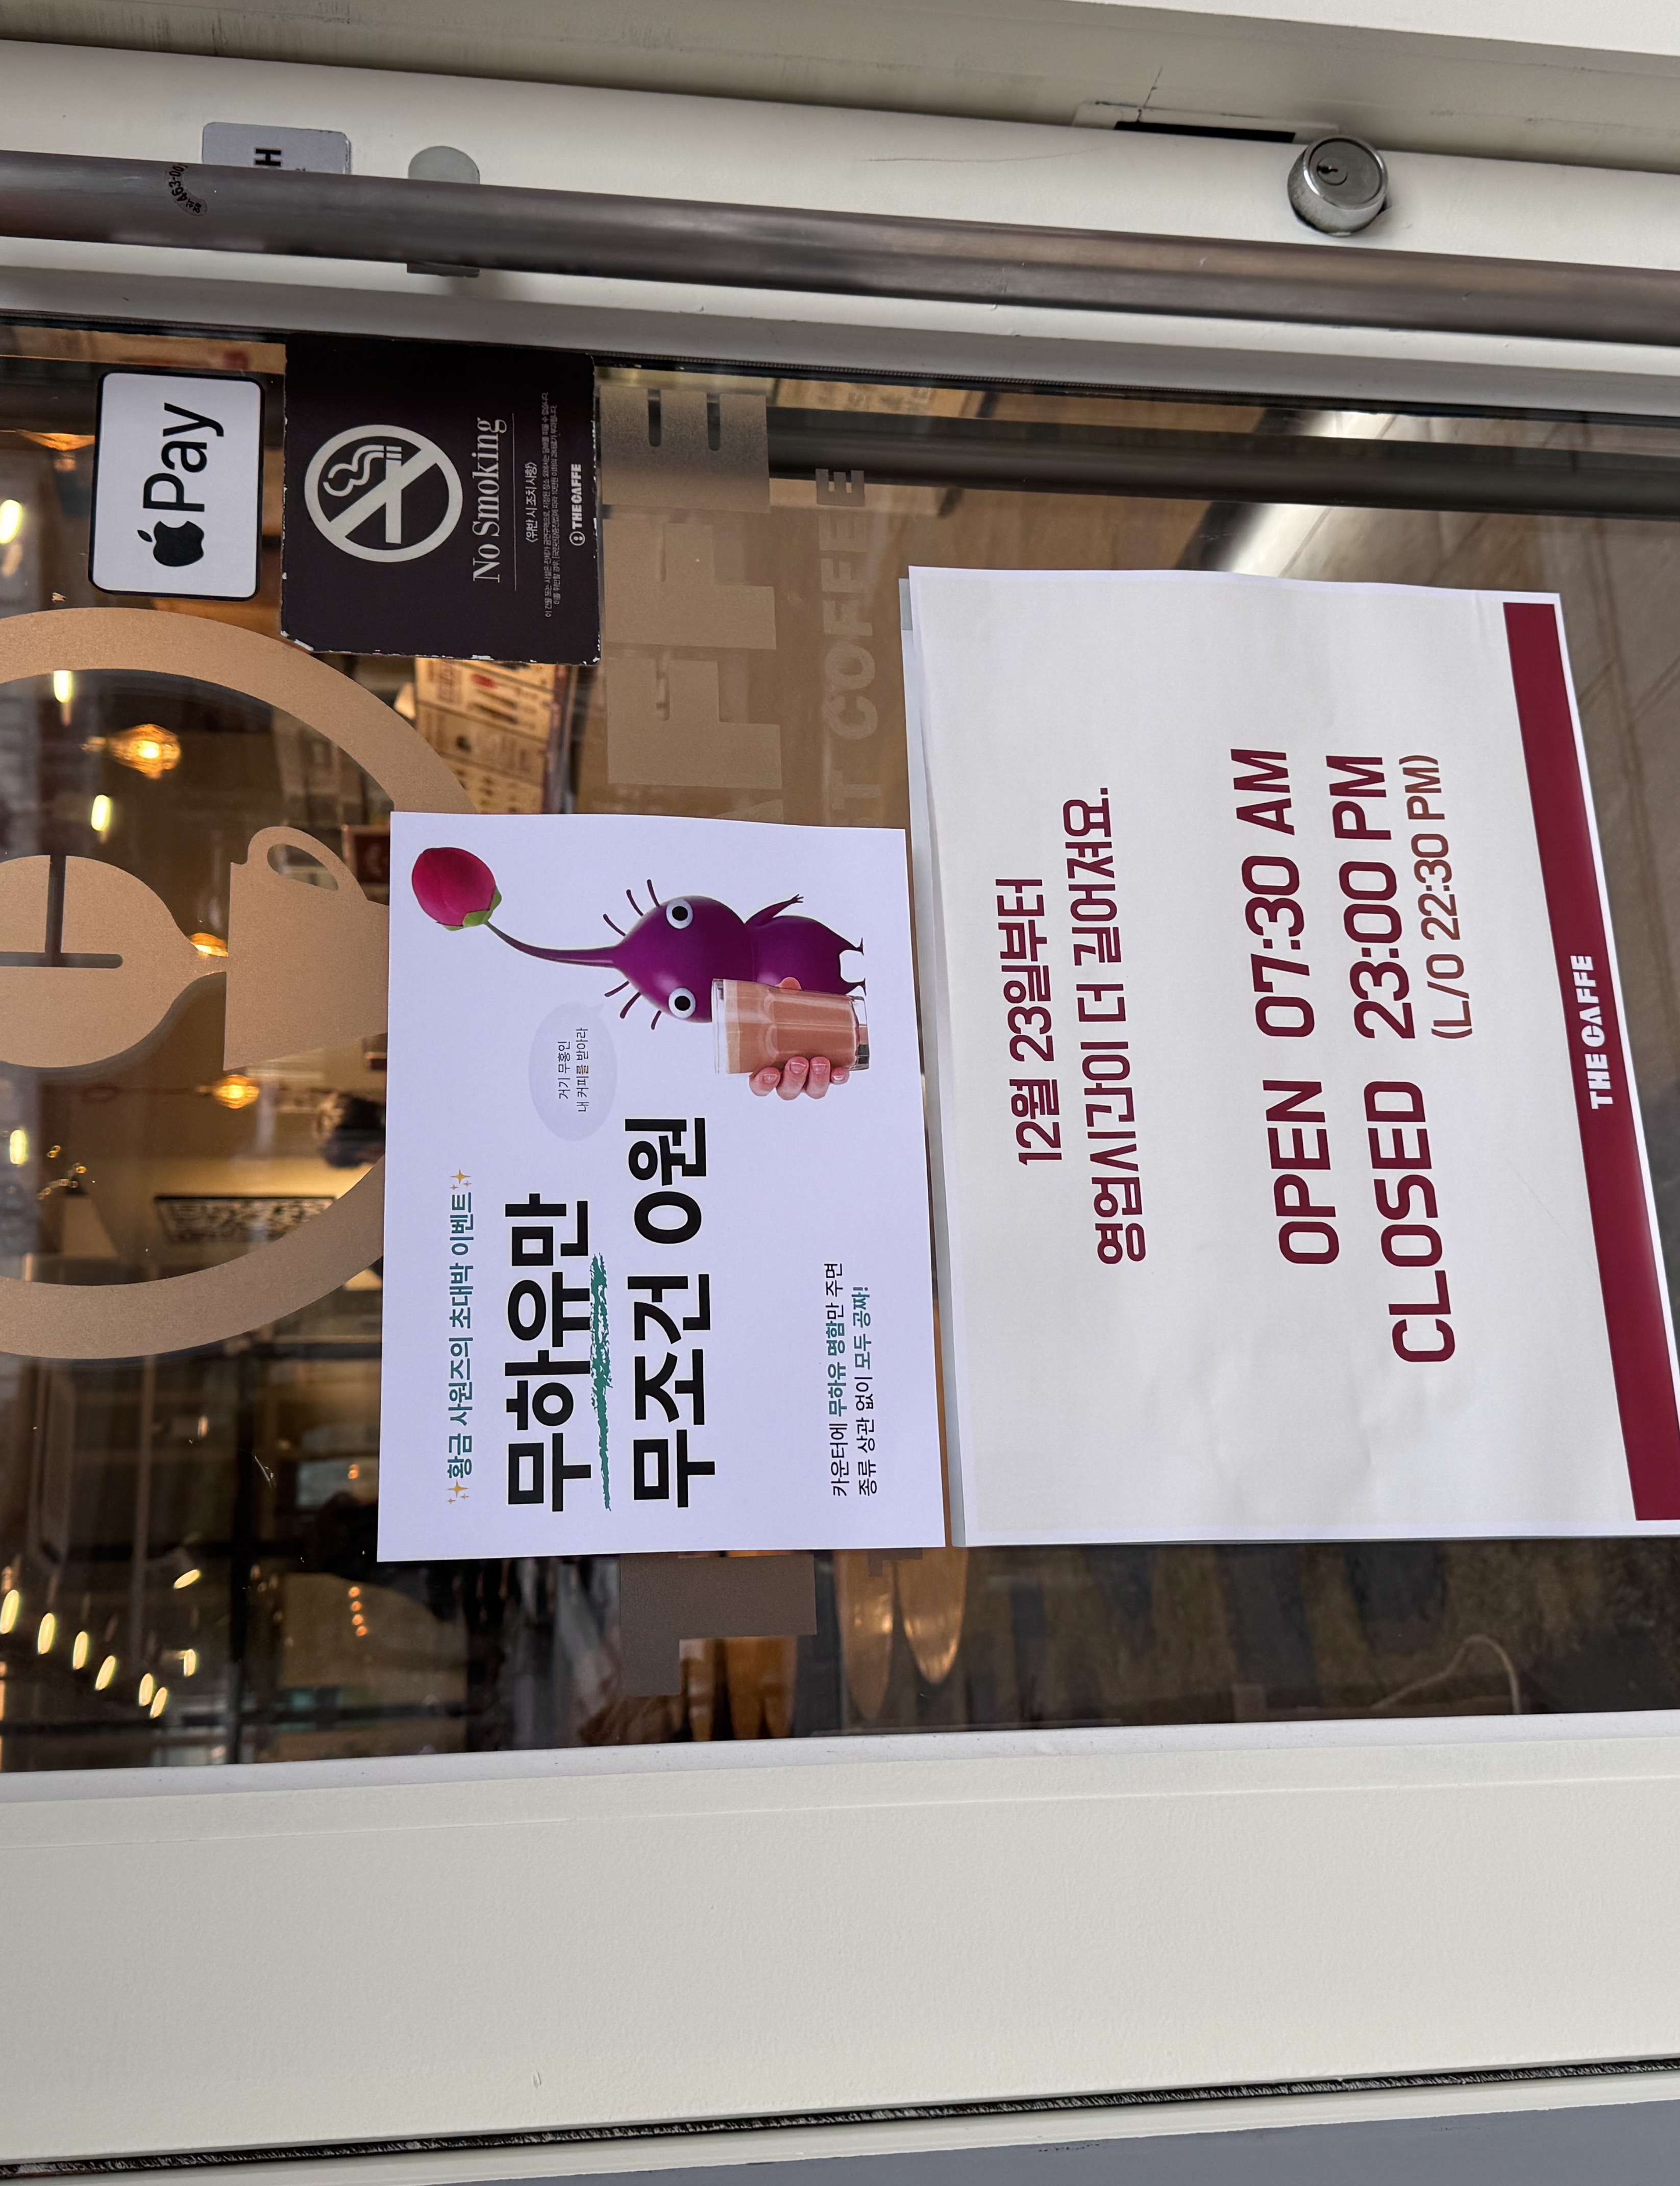 Pay
No Smoking
<위반 시 조치 사항>
THE CAFFE
✨황금 사원즈의 초대박 이벤트✨
무하유만
무조건 0원
거기 무홍인
내 커피를 받아라
카운터에 무하유 명함만 주면
종류 상관 없이 모두 공짜!
AFFE
T COFFEE
12월 23일부터
영업시간이 더 길어져요.
OPEN 07:30 AM
CLOSED 23:00 PM
(L/O 22:30 PM)
THE CAFFE